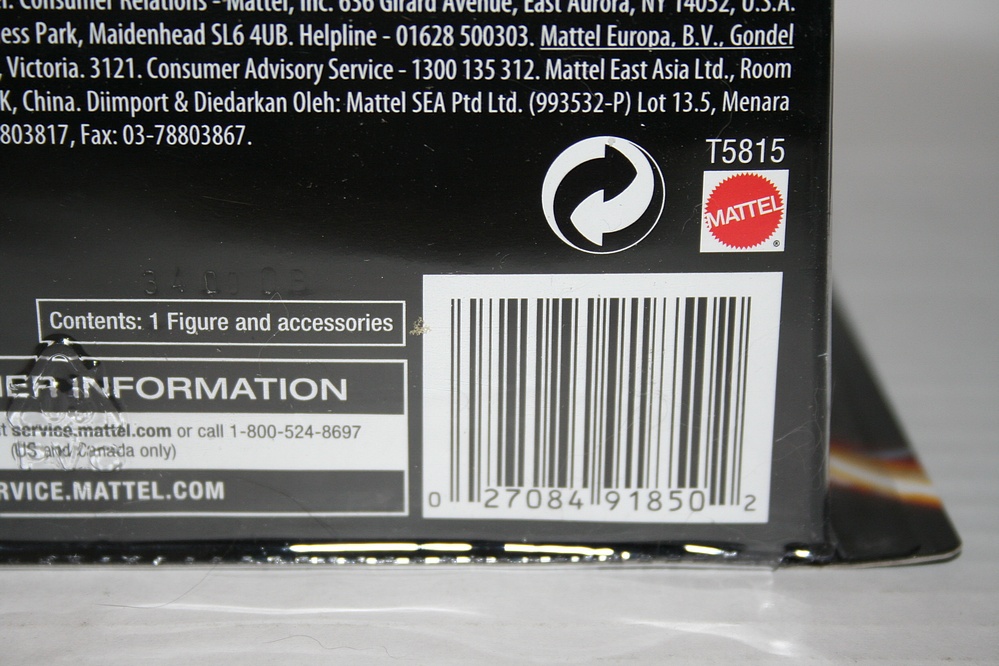 r. Consumer Relations - Mattel, Inc. 636 Girard Avenue, East Aurora, NY 14052, U.S.A.
ess Park, Maidenhead SL6 4UB. Helpline - 01628 500303. Mattel Europa, B.V., Gondel
, Victoria. 3121. Consumer Advisory Service - 1300 135 312. Mattel East Asia Ltd., Room
K, China. Diimport & Diedarkan Oleh: Mattel SEA Ptd Ltd. (993532-P) Lot 13.5, Menara
803817, Fax: 03-78803867.
T5815
MATTEL
®
Contents: 1 Figure and accessories
MER INFORMATION
t service.mattel.com or call 1-800-524-8697
(US and Canada only)
RVICE.MATTEL.COM
0 27084 91850 2